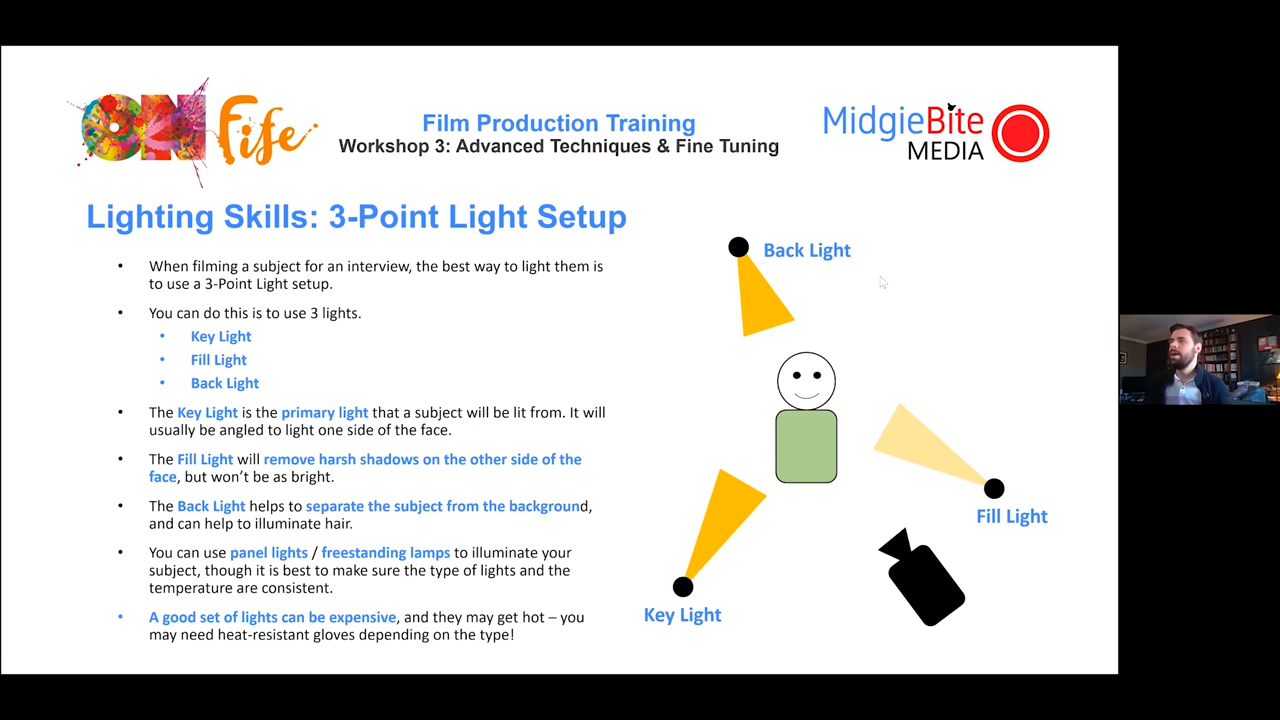 ON Fife
Film Production Training
Workshop 3: Advanced Techniques & Fine Tuning
MidgieBite
MEDIA
Lighting Skills: 3-Point Light Setup
• When filming a subject for an interview, the best way to light them is
to use a 3-Point Light setup.
• You can do this is to use 3 lights.
• Key Light
• Fill Light
• Back Light
• The Key Light is the primary light that a subject will be lit from. It will
usually be angled to light one side of the face.
• The Fill Light will remove harsh shadows on the other side of the
face, but won’t be as bright.
• The Back Light helps to separate the subject from the background,
and can help to illuminate hair.
• You can use panel lights / freestanding lamps to illuminate your
subject, though it is best to make sure the type of lights and the
temperature are consistent.
• A good set of lights can be expensive, and they may get hot – you
may need heat-resistant gloves depending on the type!
Back Light
Fill Light
Key Light